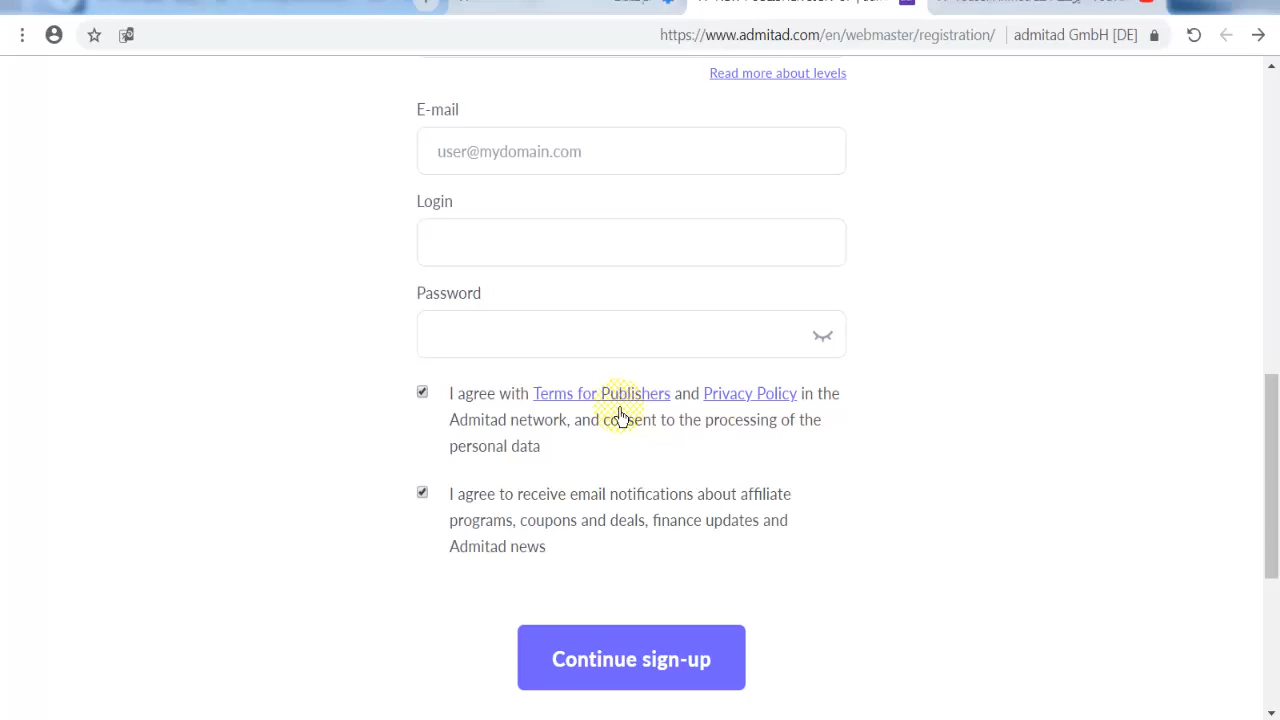 https://www.admitad.com/en/webmaster/registration/ admitad GmbH [DE]
Read more about levels
E-mail
user@mydomain.com
Login
Password
I agree with Terms for Publishers and Privacy Policy in the
Admitad network, and consent to the processing of the
personal data
I agree to receive email notifications about affiliate
programs, coupons and deals, finance updates and
Admitad news
Continue sign-up